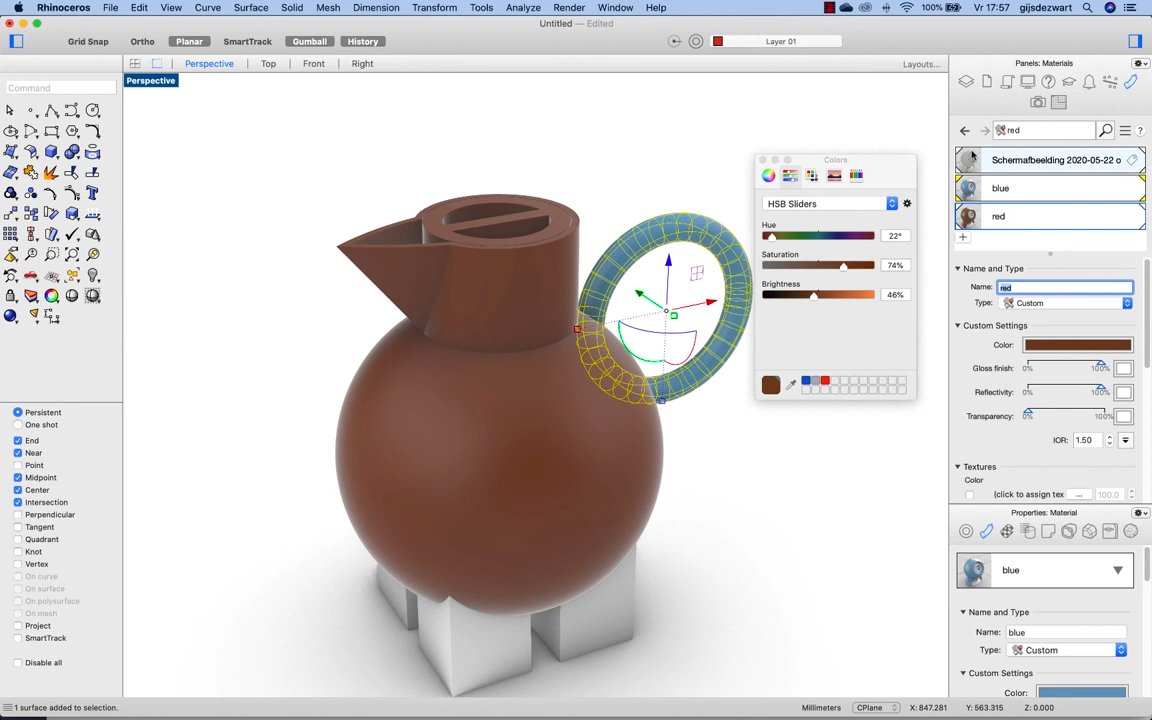 Rhinoceros File Edit View Curve Surface Solid Mesh Dimension Transform Tools Analyze Render Window Help 100% Vr 17:57 gijsdezwart
Untitled — Edited
Grid Snap Ortho Planar SmartTrack Gumball History Layer 01
Perspective Top Front Right Layouts... Panels: Materials
Perspective
Command
red
Schermafbeelding 2020-05-22 o
blue
red
Colors
HSB Sliders
Hue
22°
Saturation
74%
Brightness
46%
Name and Type
Name: red
Type: Custom
Custom Settings
Color:
Gloss finish: 0% 100%
Reflectivity: 0% 100%
Transparency: 0% 100%
IOR: 1.50
Textures
Color
(click to assign tex ... 100.0
Properties: Material
blue
Name and Type
Name: blue
Type: Custom
Custom Settings
Color:
Persistent
One shot
End
Near
Point
Midpoint
Center
Intersection
Perpendicular
Tangent
Quadrant
Knot
Vertex
On curve
On surface
On polysurface
On mesh
Project
SmartTrack
Disable all
1 surface added to selection. Millimeters CPlane X: 847.281 Y: 563.315 Z: 0.000